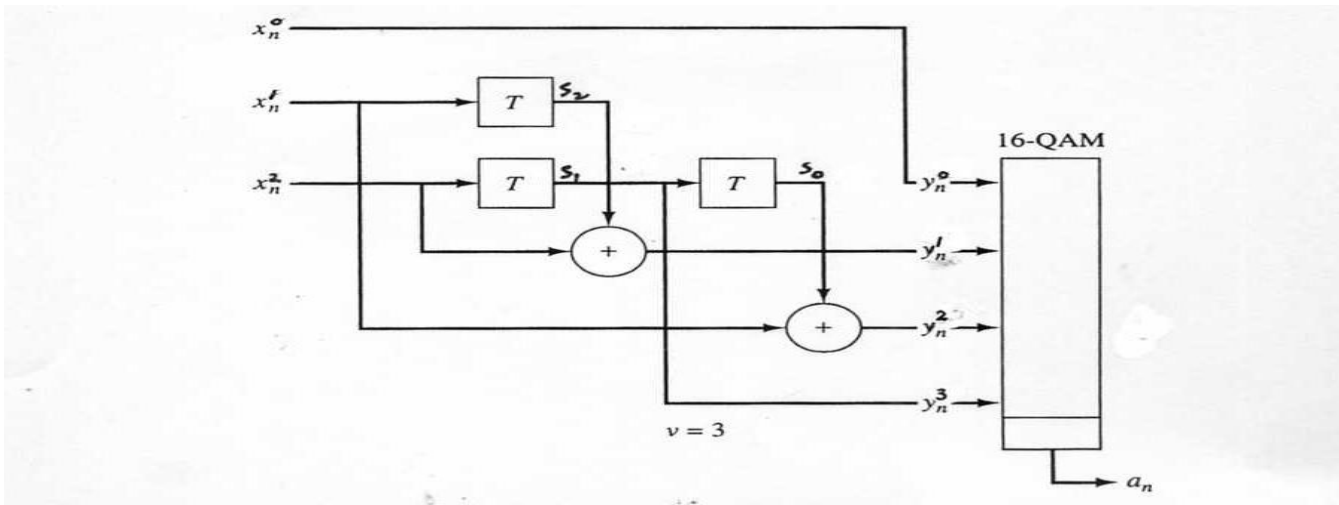 x_n^0
x_n^1 T S_2
16-QAM
x_n^2 T S_1 T S_0 y_n^0
+ y_n^1
+ y_n^2
y_n^3
ν = 3
a_n